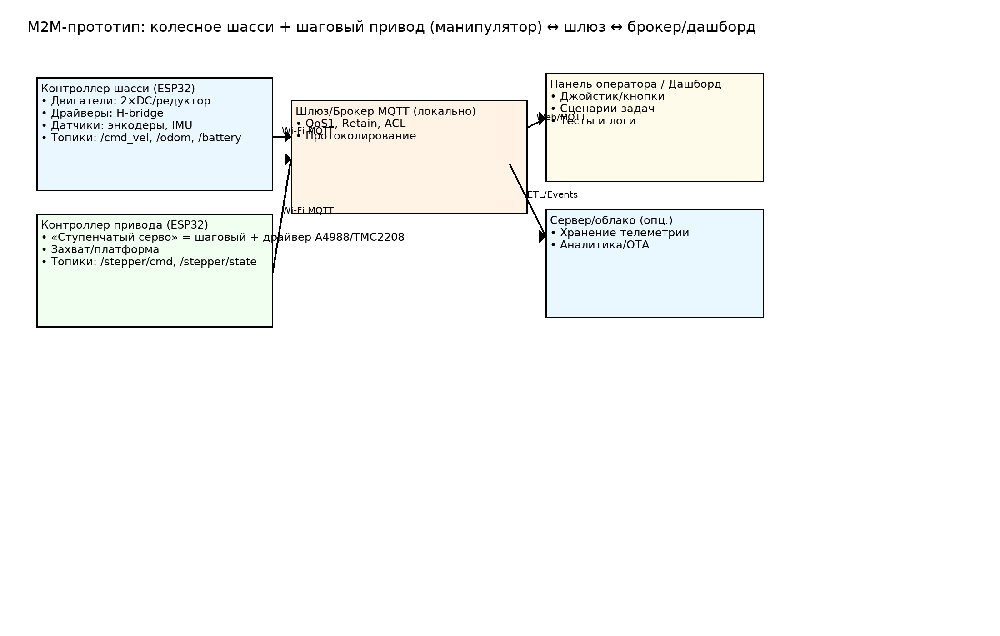 M2M-прототип: колесное шасси + шаговый привод (манипулятор) ↔ шлюз ↔ брокер/дашборд
Контроллер шасси (ESP32)
• Двигатели: 2×DC/редуктор
• Драйверы: H-bridge
• Датчики: энкодеры, IMU
• Топики: /cmd_vel, /odom, /battery
Wi-Fi MQTT
Шлюз/Брокер MQTT (локально)
• QoS1, Retain, ACL
• Протоколирование
Web/MQTT
Панель оператора / Дашборд
• Джойстик/кнопки
• Сценарии задач
• Тесты и логи
Контроллер привода (ESP32)
• «Ступенчатый серво» = шаговый + драйвер A4988/TMC2208
• Захват/платформа
• Топики: /stepper/cmd, /stepper/state
Wi-Fi MQTT
ETL/Events
Сервер/облако (опц.)
• Хранение телеметрии
• Аналитика/OTA